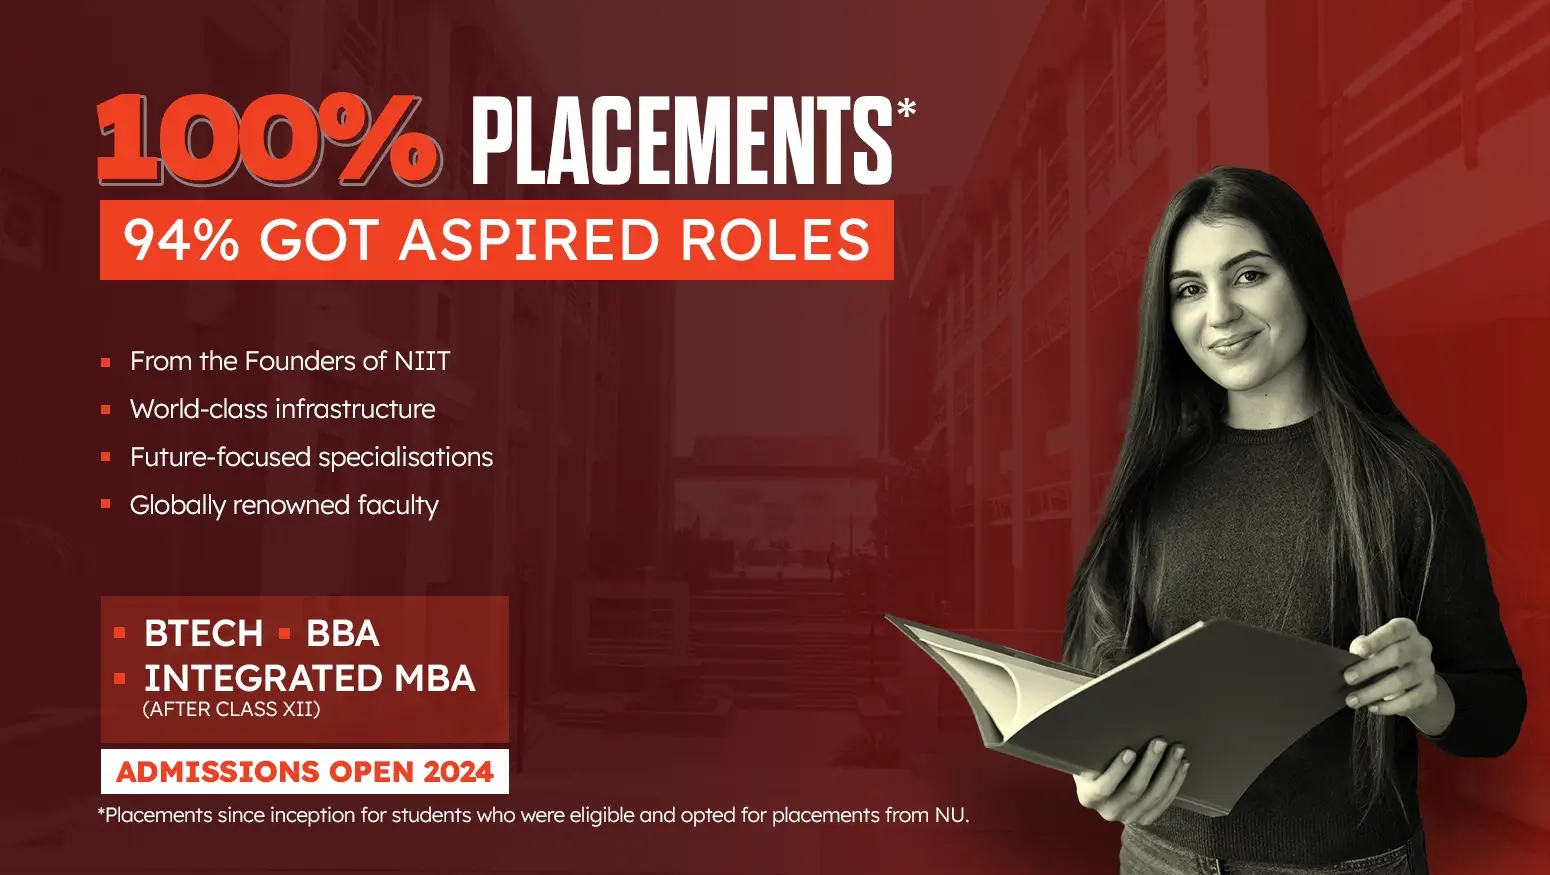 100% PLACEMENTS*
94% GOT ASPIRED ROLES
From the Founders of NIIT
World-class infrastructure
Future-focused specialisations
Globally renowned faculty
BTECH ▪ BBA
INTEGRATED MBA
(AFTER CLASS XII)
ADMISSIONS OPEN 2024
*Placements since inception for students who were eligible and opted for placements from NU.